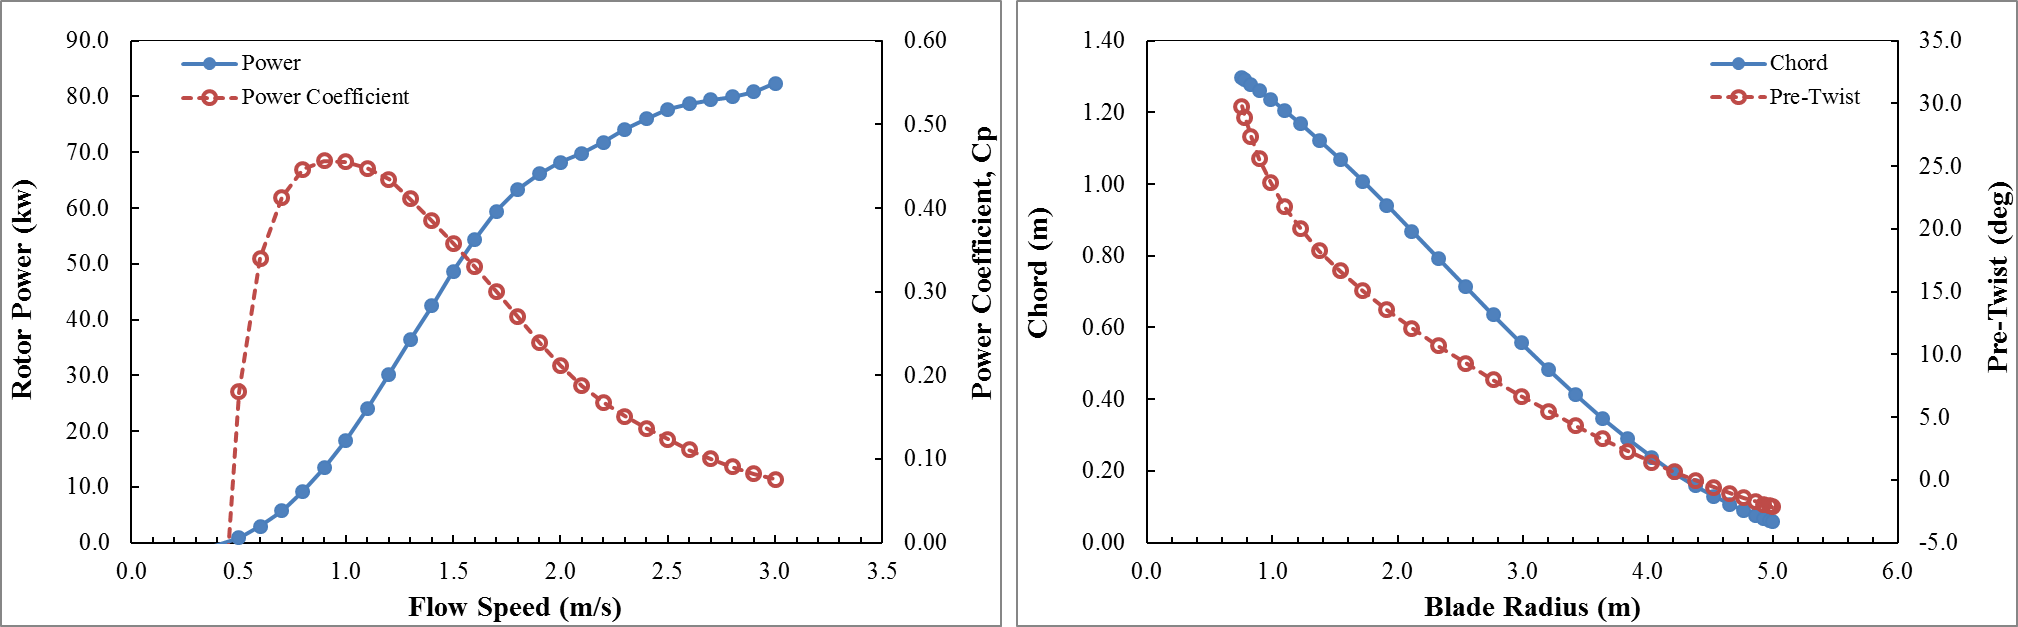 90.0
80.0
70.0
60.0
50.0
40.0
30.0
20.0
10.0
0.0
Rotor Power (kw)
Power
Power Coefficient
0.60
0.50
0.40
0.30
0.20
0.10
0.00
Power Coefficient, Cp
0.0 0.5 1.0 1.5 2.0 2.5 3.0 3.5
Flow Speed (m/s)
1.40
1.20
1.00
0.80
0.60
0.40
0.20
0.00
Chord (m)
Chord
Pre-Twist
35.0
30.0
25.0
20.0
15.0
10.0
5.0
0.0
-5.0
Pre-Twist (deg)
0.0 1.0 2.0 3.0 4.0 5.0 6.0
Blade Radius (m)